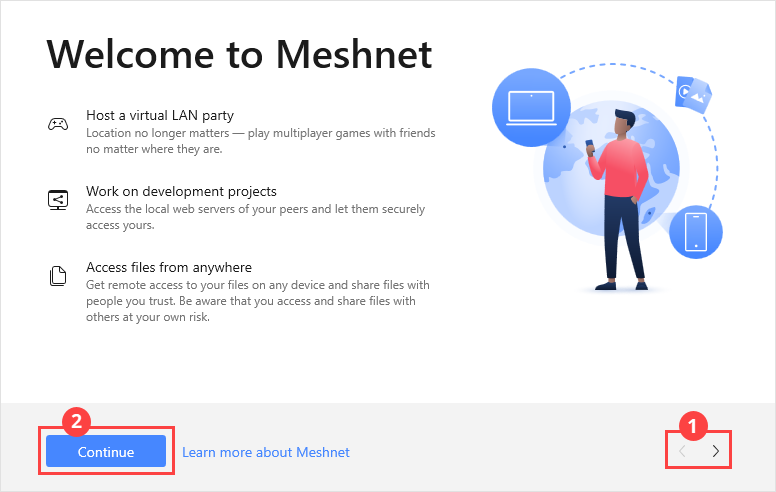 Welcome to Meshnet
Host a virtual LAN party
Location no longer matters — play multiplayer games with friends
no matter where they are.
Work on development projects
Access the local web servers of your peers and let them securely
access yours.
Access files from anywhere
Get remote access to your files on any device and share files with
people you trust. Be aware that you access and share files with
others at your own risk.
2
Continue
Learn more about Meshnet
1